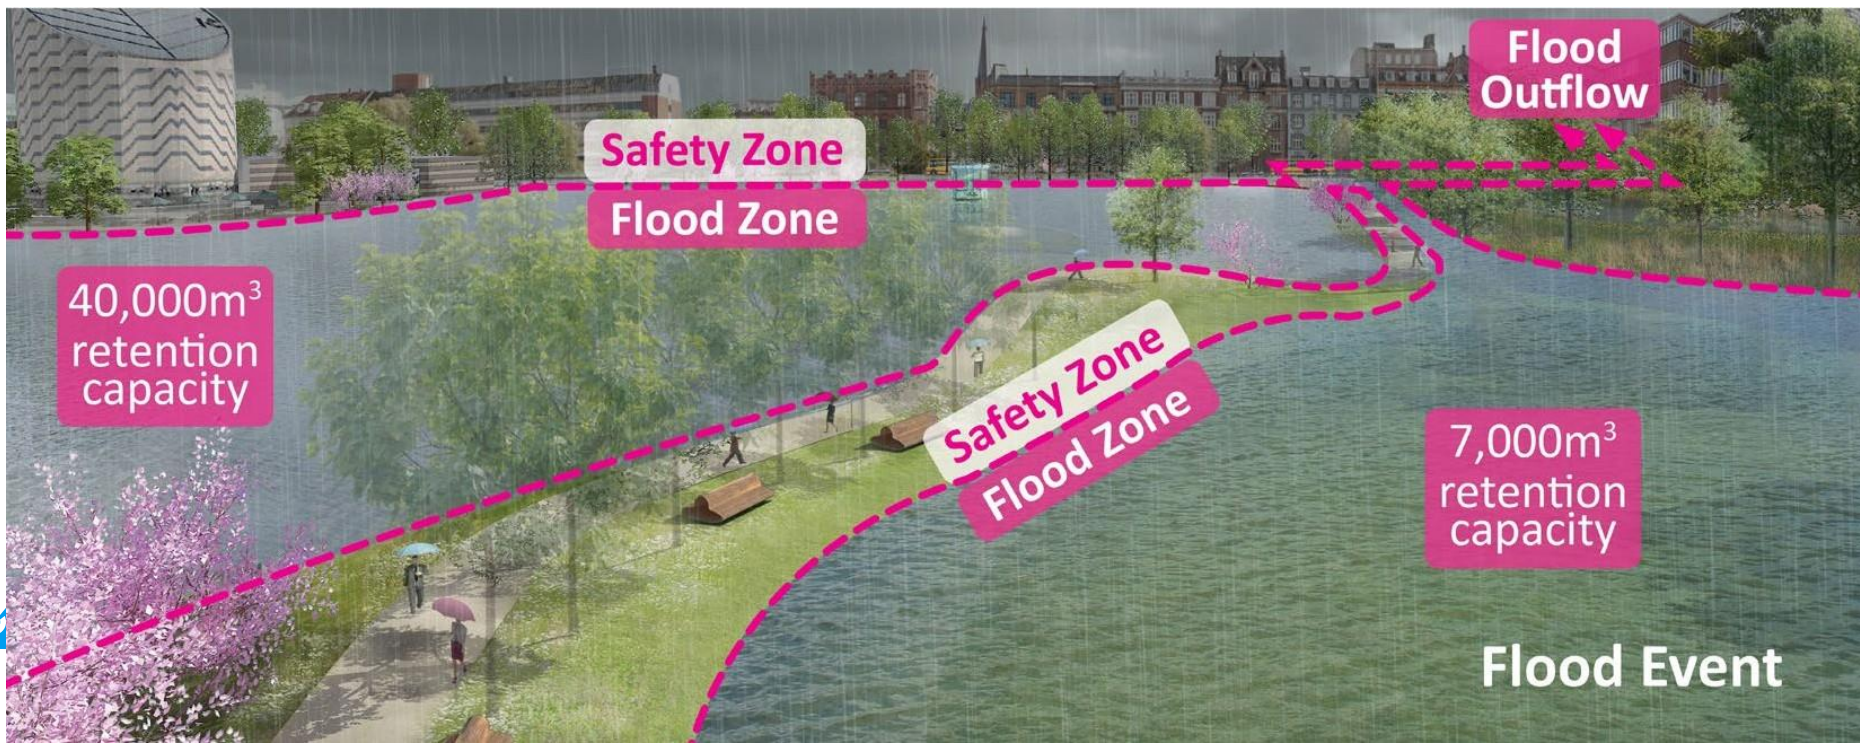 Flood
Outflow
Safety Zone
Flood Zone
40,000m³
retention
capacity
Safety Zone
Flood Zone
7,000m³
retention
capacity
Flood Event